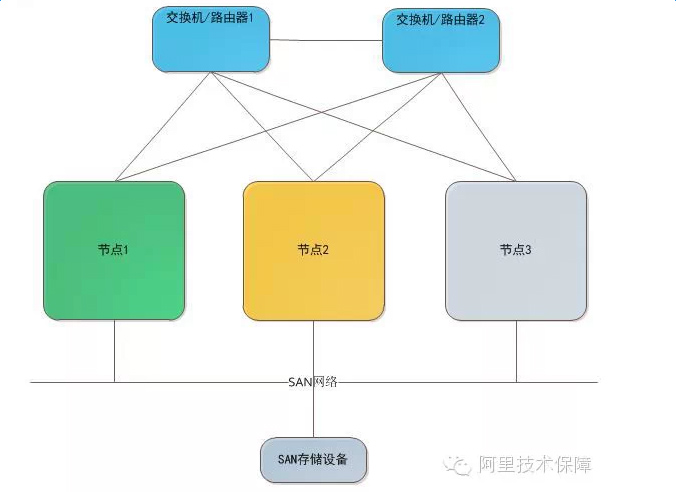 交换机/路由器1
交换机/路由器2
节点1
节点2
节点3
SAN网络
SAN存储设备
阿里技术保障